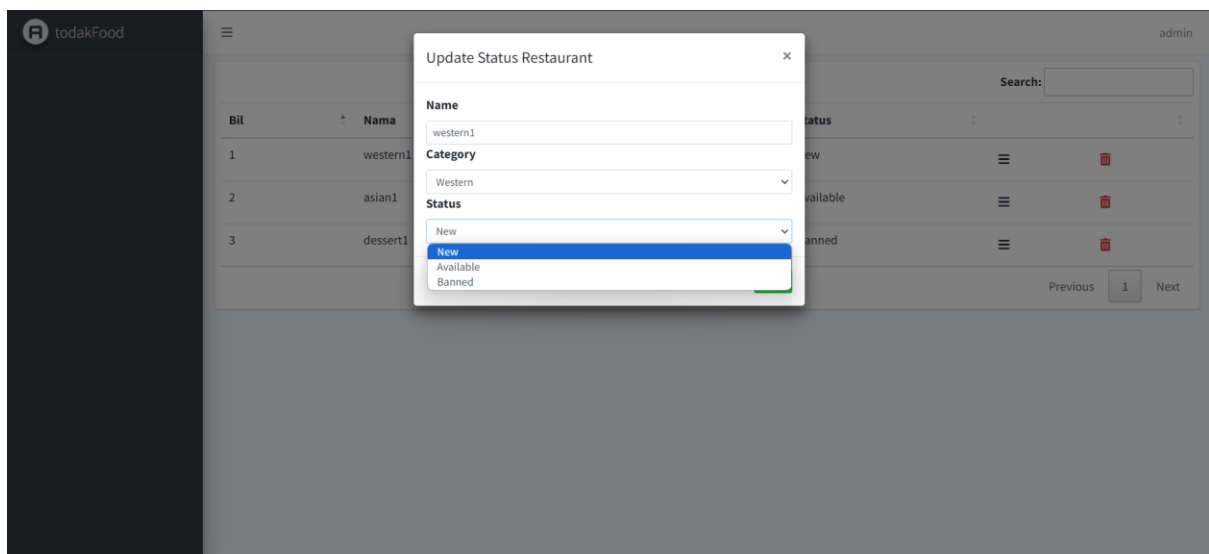 todakFood
admin
Update Status Restaurant
×
Search:
Name
western1
Bil
Nama
tatus
1
western1
ew
Category
Western
2
asian1
vailable
Status
New
3
dessert1
anned
New
Available
Banned
Previous
1
Next